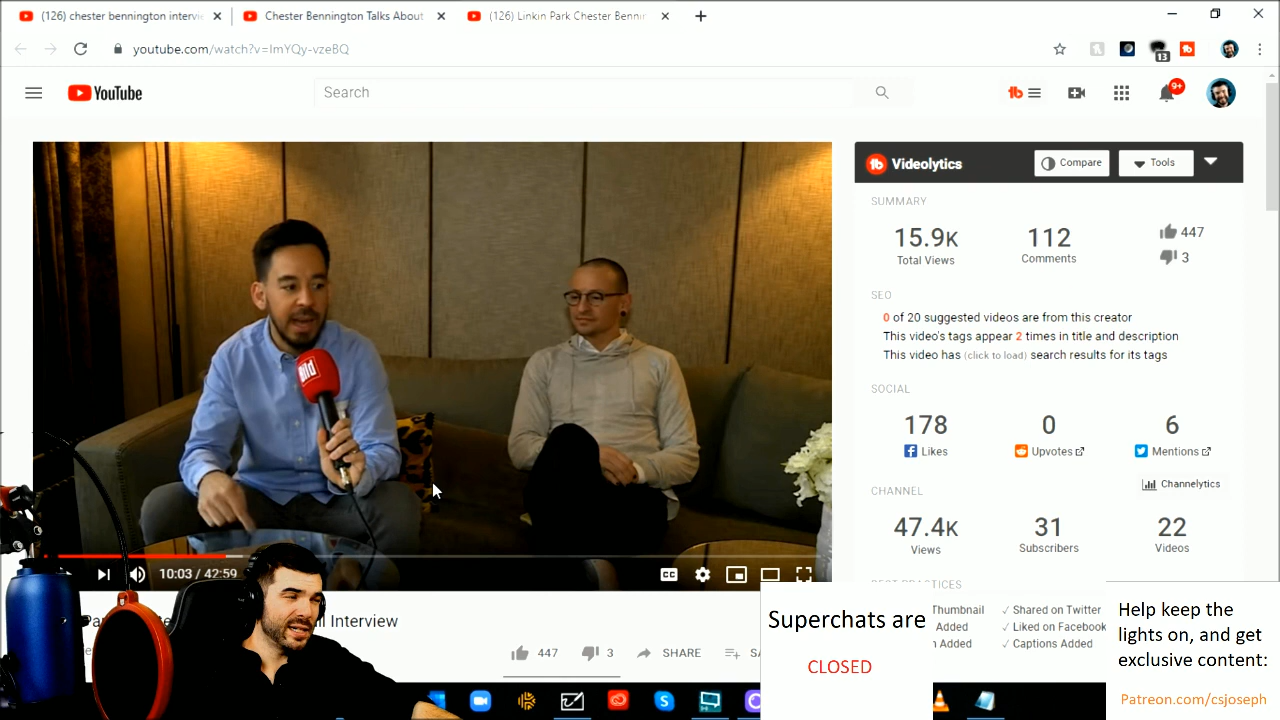 (126) chester bennington intervi
Chester Bennington Talks About
(126) Linkin Park Chester Benni
youtube.com/watch?v=ImYQy-vzeBQ
13
YouTube
Search
9+
Videolytics
Compare
Tools
SUMMARY
15.9K
Total Views
112
Comments
447
3
SEO
0 of 20 suggested videos are from this creator
This video's tags appear 2 times in title and description
This video has (click to load) search results for its tags
SOCIAL
178
Likes
0
Upvotes
6
Mentions
Channelytics
CHANNEL
47.4K
Views
31
Subscribers
22
Videos
Bild
10:03 / 42:59
CC
Interview
447
3
SHARE
Thumbnail
Added
Added
✓ Shared on Twitter
✓ Liked on Facebook
✓ Captions Added
Superchats are
CLOSED
Help keep the
lights on, and get
exclusive content:
Patreon.com/csjoseph